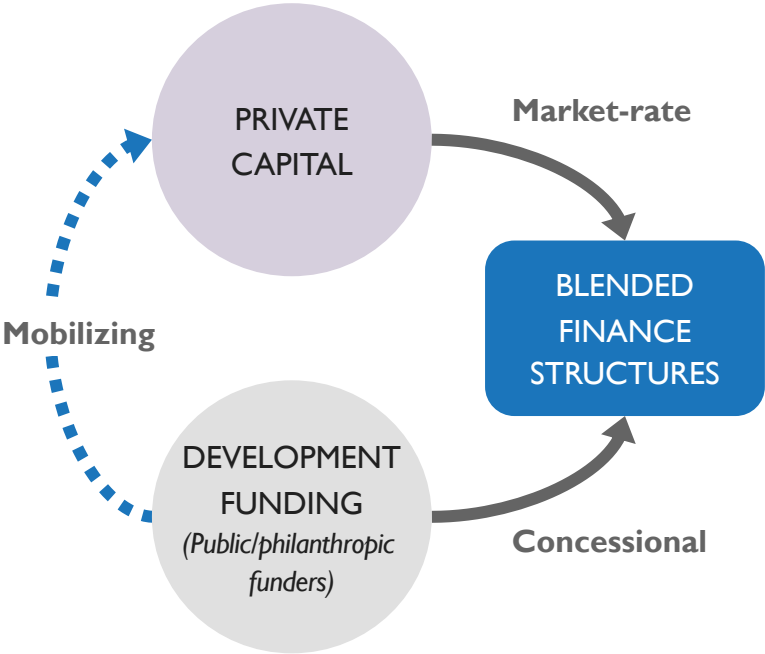 PRIVATE
CAPITAL
Market-rate
BLENDED
FINANCE
STRUCTURES
Mobilizing
DEVELOPMENT
FUNDING
(Public/philanthropic
funders)
Concessional